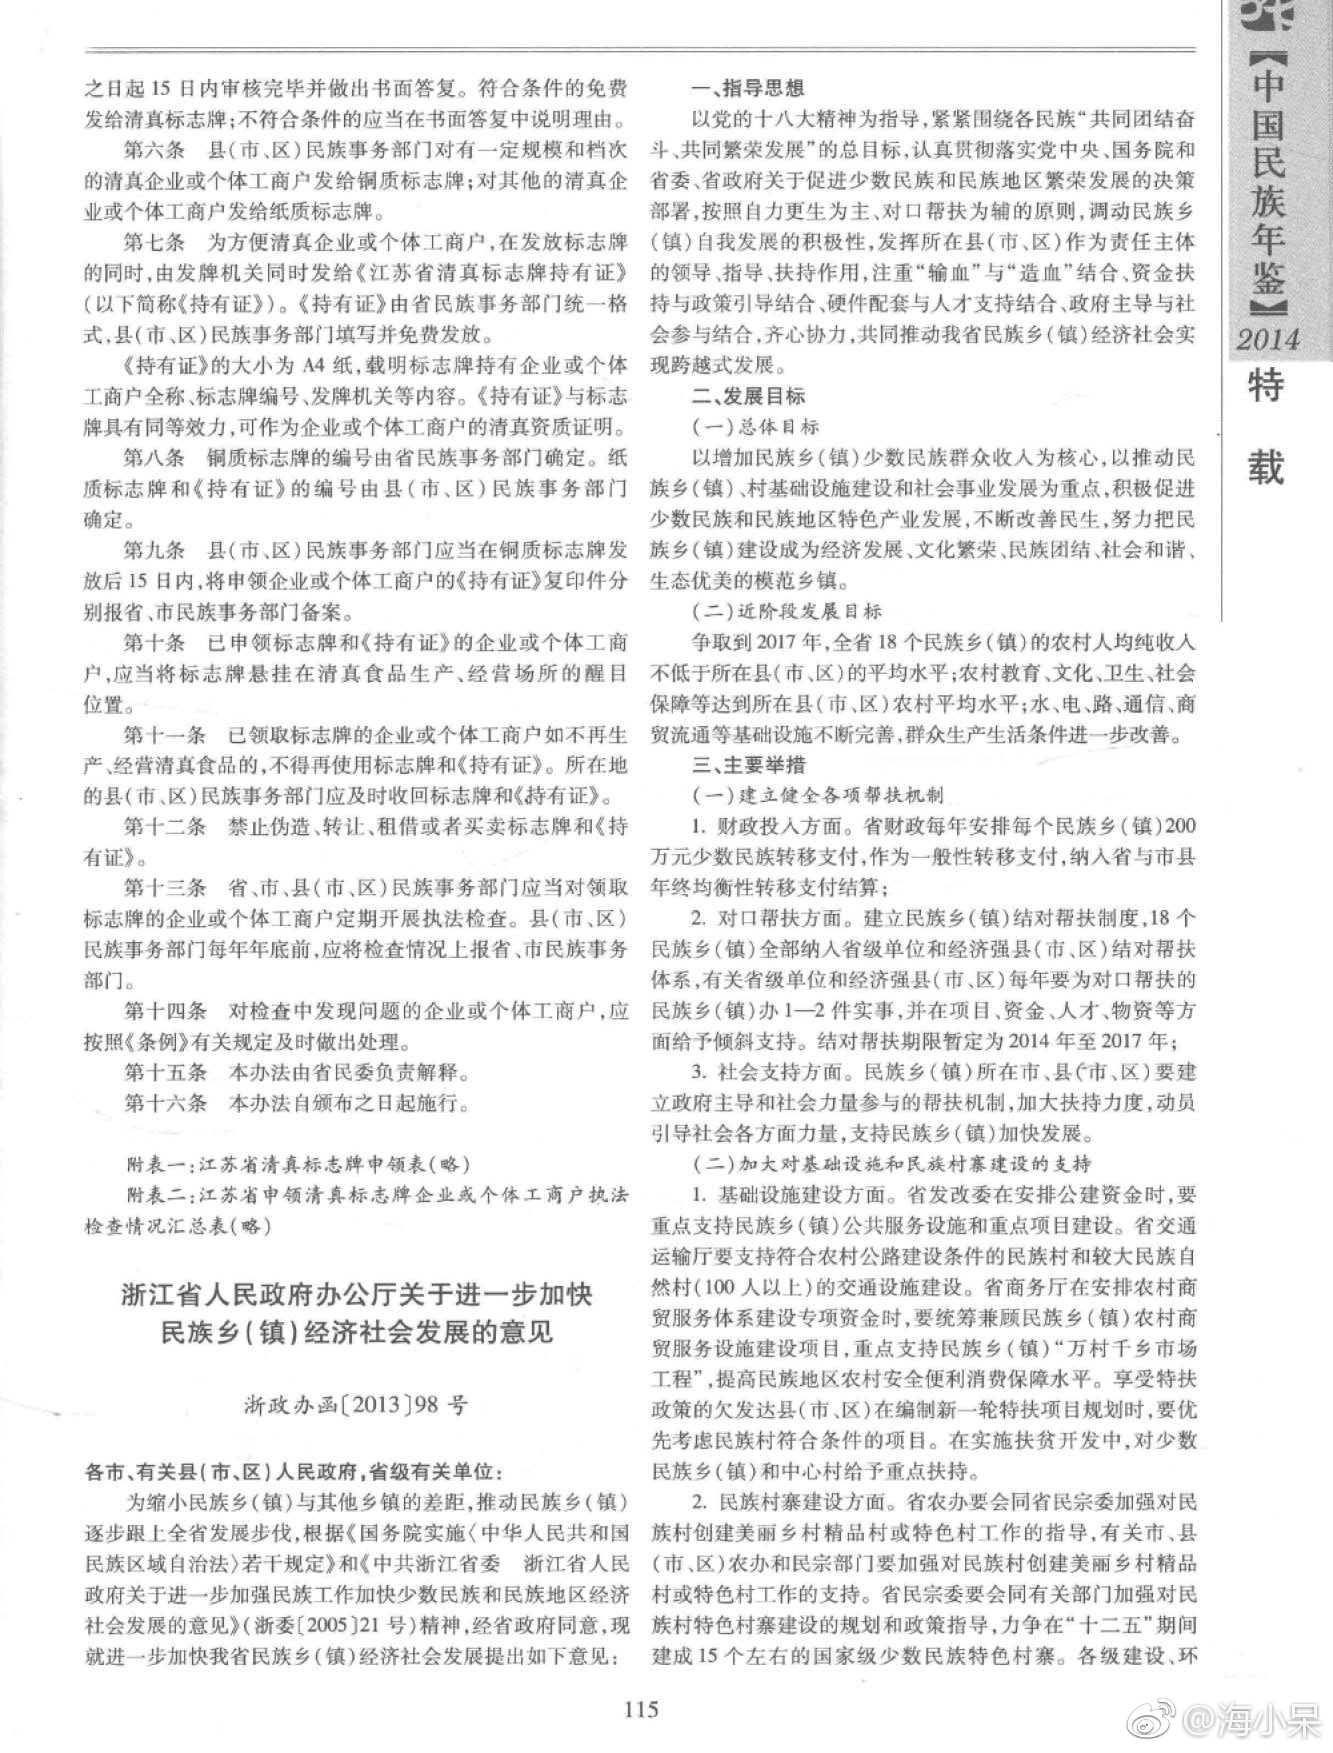 之日起15日内审核完毕并做出书面答复。符合条件的免费
发给清真标志牌;不符合条件的应当在书面答复中说明理由。
第六条 县(市、区)民族事务部门对有一定规模和档次
的清真企业或个体工商户发给铜质标志牌;对其他的清真企
业或个体工商户发给纸质标志牌。
第七条 为方便清真企业或个体工商户,在发放标志牌
的同时,由发牌机关同时发给《江苏省清真标志牌持有证》
(以下简称《持有证》)。《持有证》由省民族事务部门统一格
式,县(市、区)民族事务部门填写并免费发放。
《持有证》的大小为 A4 纸,载明标志牌持有企业或个体
工商户全称、标志牌编号、发牌机关等内容。《持有证》与标志
牌具有同等效力,可作为企业或个体工商户的清真资质证明。
第八条 铜质标志牌的编号由省民族事务部门确定。纸
质标志牌和《持有证》的编号由县(市、区)民族事务部门
确定。
第九条 县(市、区)民族事务部门应当在铜质标志牌发
放后15日内,将申领企业或个体工商户的《持有证》复印件分
别报省、市民族事务部门备案。
第十条 已申领标志牌和《持有证》的企业或个体工商
户,应当将标志牌悬挂在清真食品生产、经营场所的醒目
位置。
第十一条 已领取标志牌的企业或个体工商户如不再生
产、经营清真食品的,不得再使用标志牌和《持有证》。所在地
的县(市、区)民族事务部门应及时收回标志牌和《持有证》。
第十二条 禁止伪造、转让、租借或者买卖标志牌和《持
有证》。
第十三条 省、市、县(市、区)民族事务部门应当对领取
标志牌的企业或个体工商户定期开展执法检查。县(市、区)
民族事务部门每年年底前,应将检查情况上报省、市民族事务
部门。
第十四条 对检查中发现问题的企业或个体工商户,应
按照《条例》有关规定及时做出处理。
第十五条 本办法由省民委负责解释。
第十六条 本办法自颁布之日起施行。
附表一:江苏省清真标志牌申领表(略)
附表二:江苏省申领清真标志牌企业或个体工商户执法
检查情况汇总表(略)
浙江省人民政府办公厅关于进一步加快
民族乡(镇)经济社会发展的意见
浙政办函〔2013〕98 号
各市、有关县(市、区)人民政府,省级有关单位:
为缩小民族乡(镇)与其他乡镇的差距,推动民族乡(镇)
逐步跟上全省发展步伐,根据《国务院实施〈中华人民共和国
民族区域自治法〉若干规定》和《中共浙江省委 浙江省人民
政府关于进一步加强民族工作加快少数民族和民族地区经济
社会发展的意见》(浙委〔2005〕21 号)精神,经省政府同意,现
就进一步加快我省民族乡(镇)经济社会发展提出如下意见:
一、指导思想
以党的十八大精神为指导,紧紧围绕各民族“共同团结奋
斗、共同繁荣发展”的总目标,认真贯彻落实党中央、国务院和
省委、省政府关于促进少数民族和民族地区繁荣发展的决策
部署,按照自力更生为主、对口帮扶为辅的原则,调动民族乡
(镇)自我发展的积极性,发挥所在县(市、区)作为责任主体
的领导、指导、扶持作用,注重“输血”与“造血”结合、资金扶
持与政策引导结合、硬件配套与人才支持结合、政府主导与社
会参与结合,齐心协力,共同推动我省民族乡(镇)经济社会实
现跨越式发展。
二、发展目标
(一)总体目标
以增加民族乡(镇)少数民族群众收入为核心,以推动民
族乡(镇)、村基础设施建设和社会事业发展为重点,积极促进
少数民族和民族地区特色产业发展,不断改善民生,努力把民
族乡(镇)建设成为经济发展、文化繁荣、民族团结、社会和谐、
生态优美的模范乡镇。
(二)近阶段发展目标
争取到2017 年,全省18 个民族乡(镇)的农村人均纯收入
不低于所在县(市、区)的平均水平;农村教育、文化、卫生、社会
保障等达到所在县(市、区)农村平均水平;水、电、路、通信、商
贸流通等基础设施不断完善,群众生产生活条件进一步改善。
三、主要举措
(一)建立健全各项帮扶机制
1. 财政投入方面。省财政每年安排每个民族乡(镇)200
万元少数民族转移支付,作为一般性转移支付,纳入省与市县
年终均衡性转移支付结算;
2. 对口帮扶方面。建立民族乡(镇)结对帮扶制度,18 个
民族乡(镇)全部纳入省级单位和经济强县(市、区)结对帮扶
体系,有关省级单位和经济强县(市、区)每年要为对口帮扶的
民族乡(镇)办1—2 件实事,并在项目、资金、人才、物资等方
面给予倾斜支持。结对帮扶期限暂定为2014 年至2017 年;
3. 社会支持方面。民族乡(镇)所在市、县(市、区)要建
立政府主导和社会力量参与的帮扶机制,加大扶持力度,动员
引导社会各方面力量,支持民族乡(镇)加快发展。
(二)加大对基础设施和民族村寨建设的支持
1. 基础设施建设方面。省发改委在安排公建资金时,要
重点支持民族乡(镇)公共服务设施和重点项目建设。省交通
运输厅要支持符合农村公路建设条件的民族村和较大民族自
然村(100 人以上)的交通设施建设。省商务厅在安排农村商
贸服务体系建设专项资金时,要统筹兼顾民族乡(镇)农村商
贸服务设施建设项目,重点支持民族乡(镇)“万村千乡市场
工程”,提高民族地区农村安全便利消费保障水平。享受特扶
政策的欠发达县(市、区)在编制新一轮特扶项目规划时,要优
先考虑民族村符合条件的项目。在实施扶贫开发中,对少数
民族乡(镇)和中心村给予重点扶持。
2. 民族村寨建设方面。省农办要会同省民宗委加强对民
族村创建美丽乡村精品村或特色村工作的指导,有关市、县
(市、区)农办和民宗部门要加强对民族村创建美丽乡村精品
村或特色村工作的支持。省民宗委要会同有关部门加强对民
族村特色村寨建设的规划和政策指导,力争在“十二五”期间
建成15 个左右的国家级少数民族特色村寨。各级建设、环
【中国民族年鉴】
2014
特
载
115
@海小呆